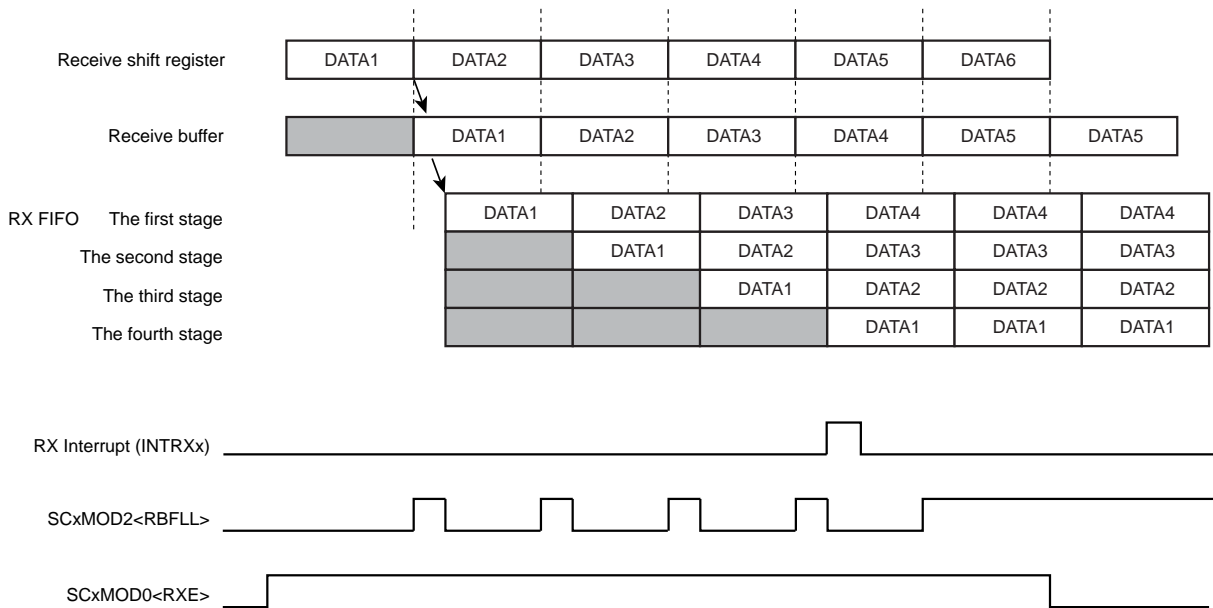 Receive shift register DATA1 DATA2 DATA3 DATA4 DATA5 DATA6
Receive buffer DATA1 DATA2 DATA3 DATA4 DATA5 DATA5
RX FIFO The first stage DATA1 DATA2 DATA3 DATA4 DATA4 DATA4
The second stage DATA1 DATA2 DATA3 DATA3 DATA3
The third stage DATA1 DATA2 DATA2 DATA2
The fourth stage DATA1 DATA1 DATA1
RX Interrupt (INTRXx)
SCxMOD2<RBFLL>
SCxMOD0<RXE>